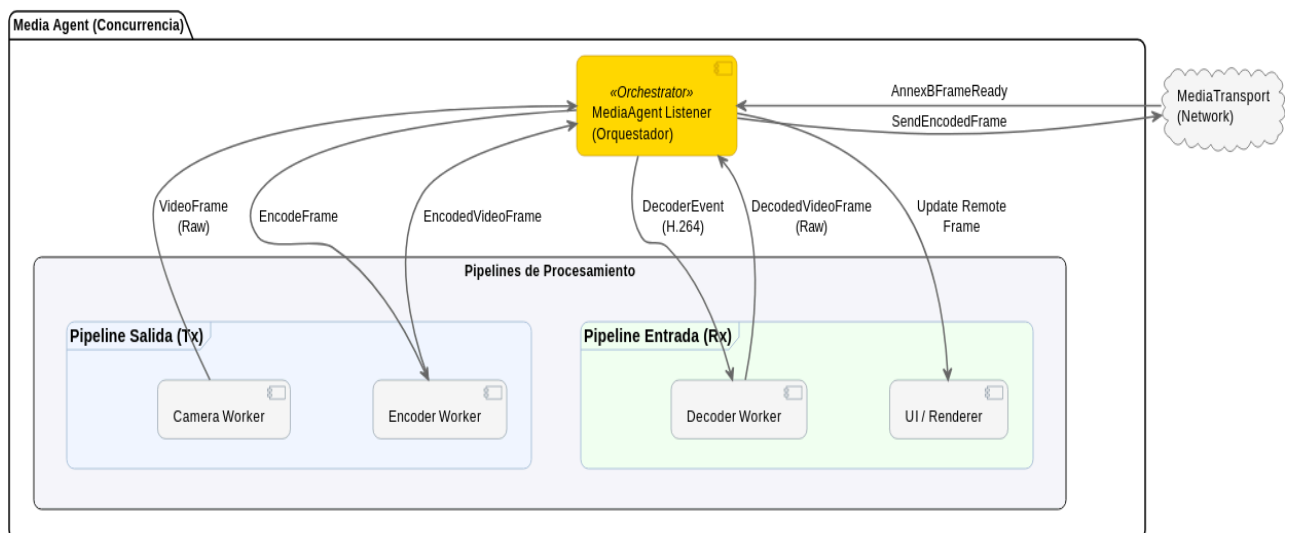 Media Agent (Concurrencia)
«Orchestrator»
MediaAgent Listener
(Orquestador)
AnnexBFrameReady
SendEncodedFrame
MediaTransport
(Network)
VideoFrame
(Raw)
EncodeFrame
EncodedVideoFrame
DecoderEvent
(H.264)
DecodedVideoFrame
(Raw)
Update Remote
Frame
Pipelines de Procesamiento
Pipeline Salida (Tx)
Camera Worker
Encoder Worker
Pipeline Entrada (Rx)
Decoder Worker
UI / Renderer